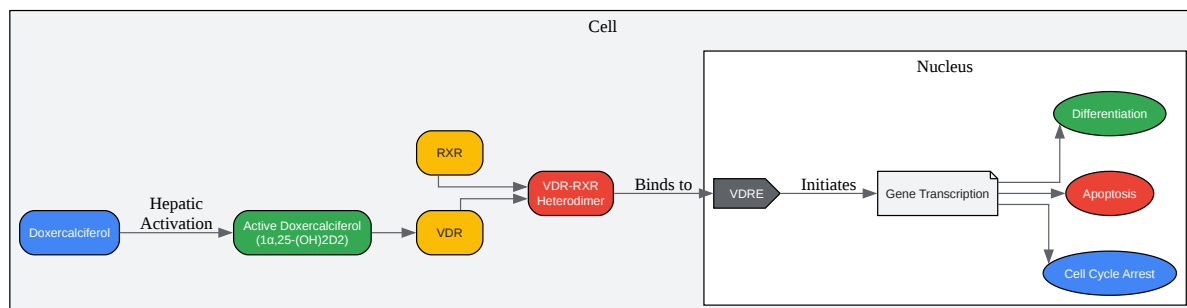 Cell
Nucleus
Doxercalciferol
Hepatic
Activation
Active Doxercalciferol
(1α,25-(OH)2D2)
RXR
VDR
VDR-RXR
Heterodimer
Binds to
VDRE
Initiates
Gene Transcription
Differentiation
Apoptosis
Cell Cycle Arrest